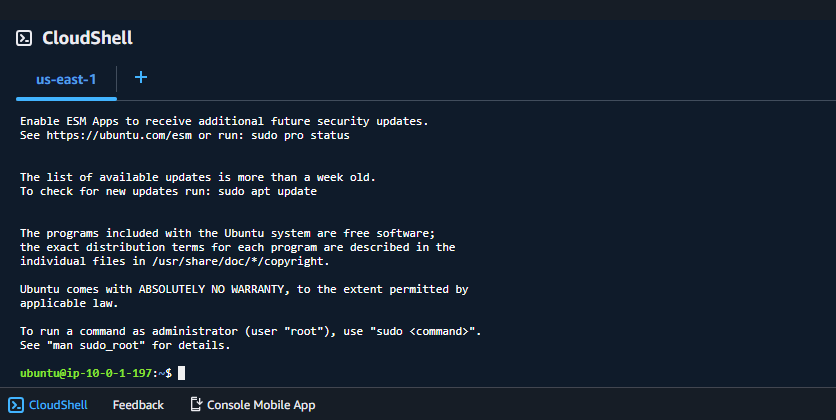 CloudShell
us-east-1
+
Enable ESM Apps to receive additional future security updates.
See https://ubuntu.com/esm or run: sudo pro status
The list of available updates is more than a week old.
To check for new updates run: sudo apt update
The programs included with the Ubuntu system are free software;
the exact distribution terms for each program are described in the
individual files in /usr/share/doc/*/copyright.
Ubuntu comes with ABSOLUTELY NO WARRANTY, to the extent permitted by
applicable law.
To run a command as administrator (user "root"), use "sudo <command>".
See "man sudo_root" for details.
ubuntu@ip-10-0-1-197:~$
CloudShell Feedback Console Mobile App